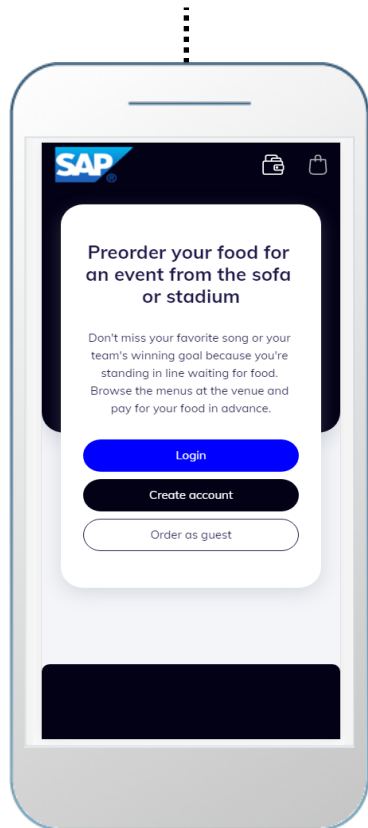 SAP®
Preorder your food for
an event from the sofa
or stadium
Don't miss your favorite song or your
team's winning goal because you're
standing in line waiting for food.
Browse the menus at the venue and
pay for your food in advance.
Login
Create account
Order as guest